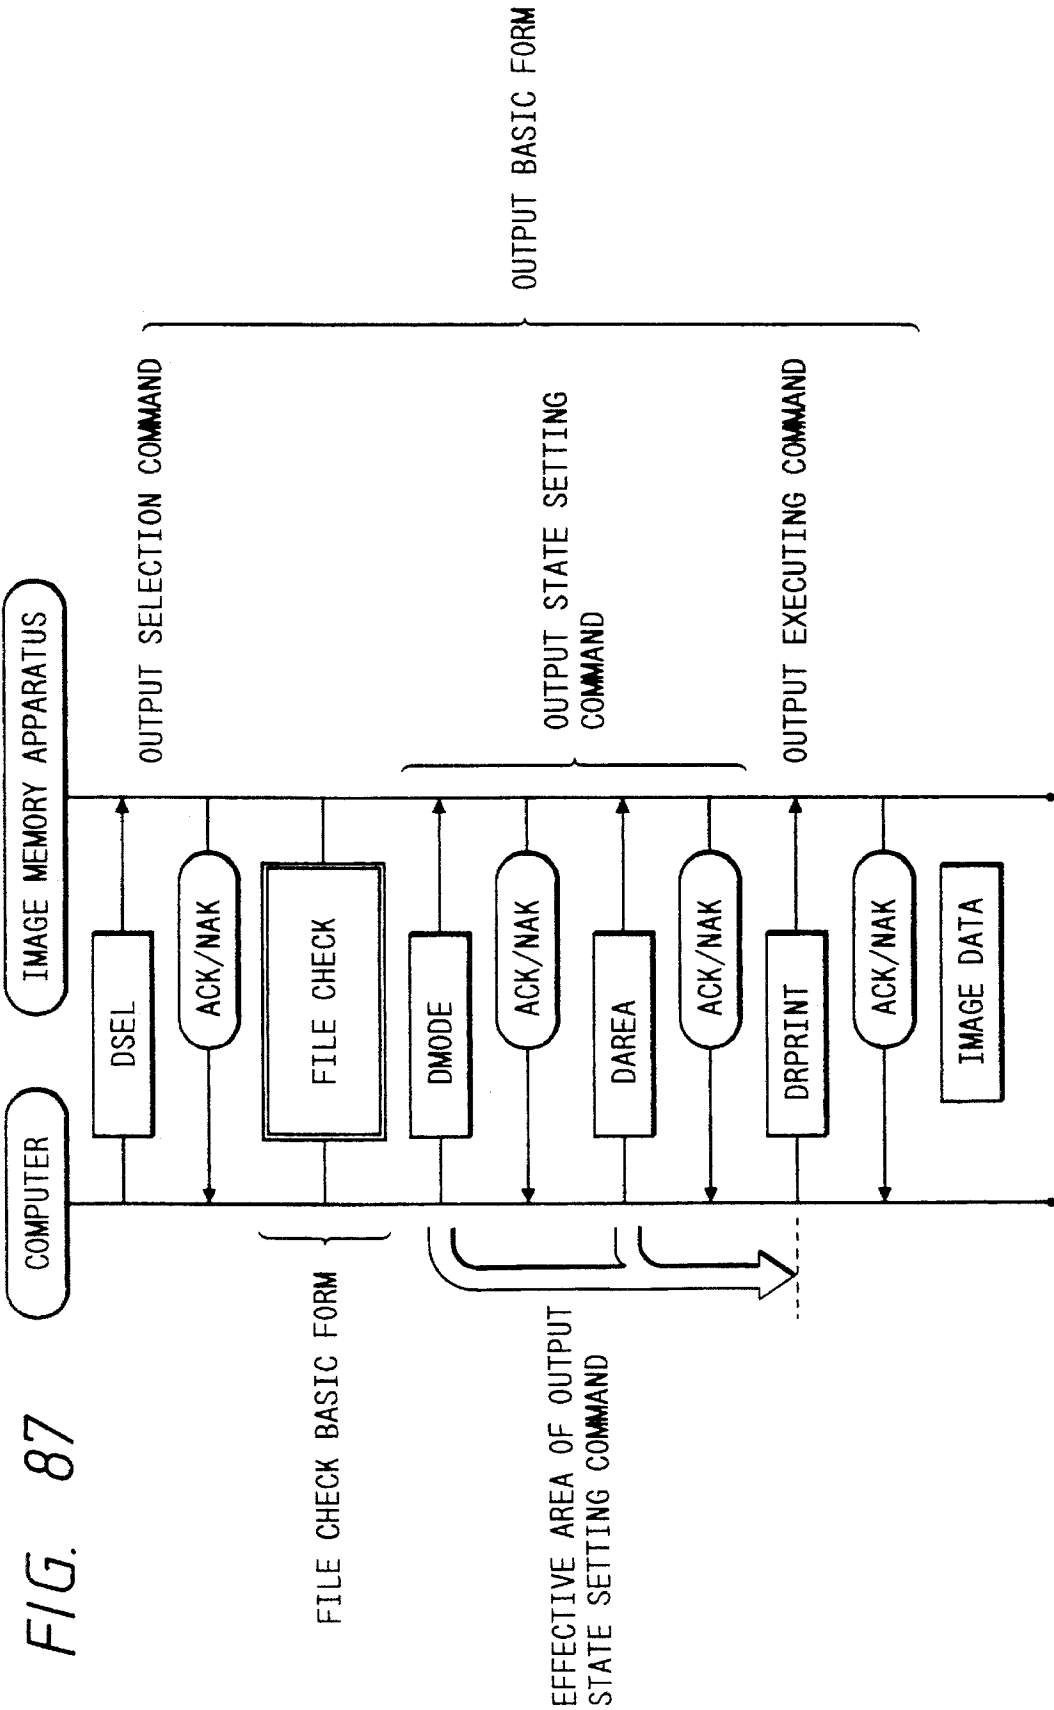 FIG. 87
COMPUTER
IMAGE MEMORY APPARATUS
DSEL
OUTPUT SELECTION COMMAND
ACK/NAK
FILE CHECK BASIC FORM
FILE CHECK
DMODE
ACK/NAK
EFFECTIVE AREA OF OUTPUT
STATE SETTING COMMAND
OUTPUT STATE SETTING
COMMAND
OUTPUT BASIC FORM
DAREA
ACK/NAK
DRPRINT
OUTPUT EXECUTING COMMAND
ACK/NAK
IMAGE DATA